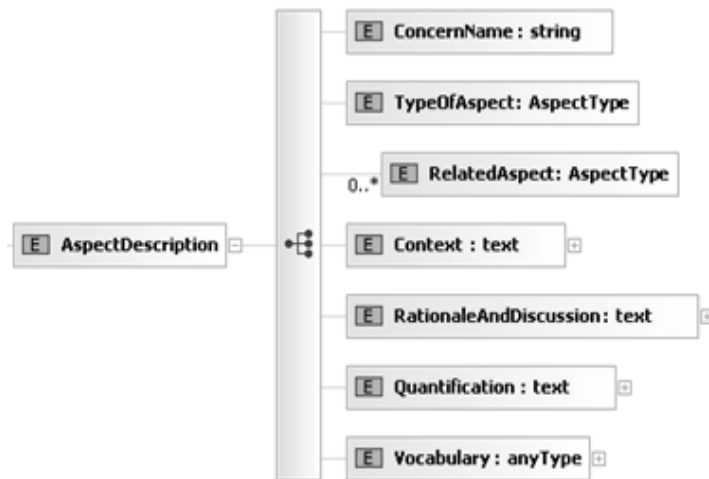 E ConcernName : string
E TypeOfAspect: AspectType
0..* E RelatedAspect: AspectType
E AspectDescription
E Context : text
E RationaleAndDiscussion: text
E Quantification : text
E Vocabulary : anyType